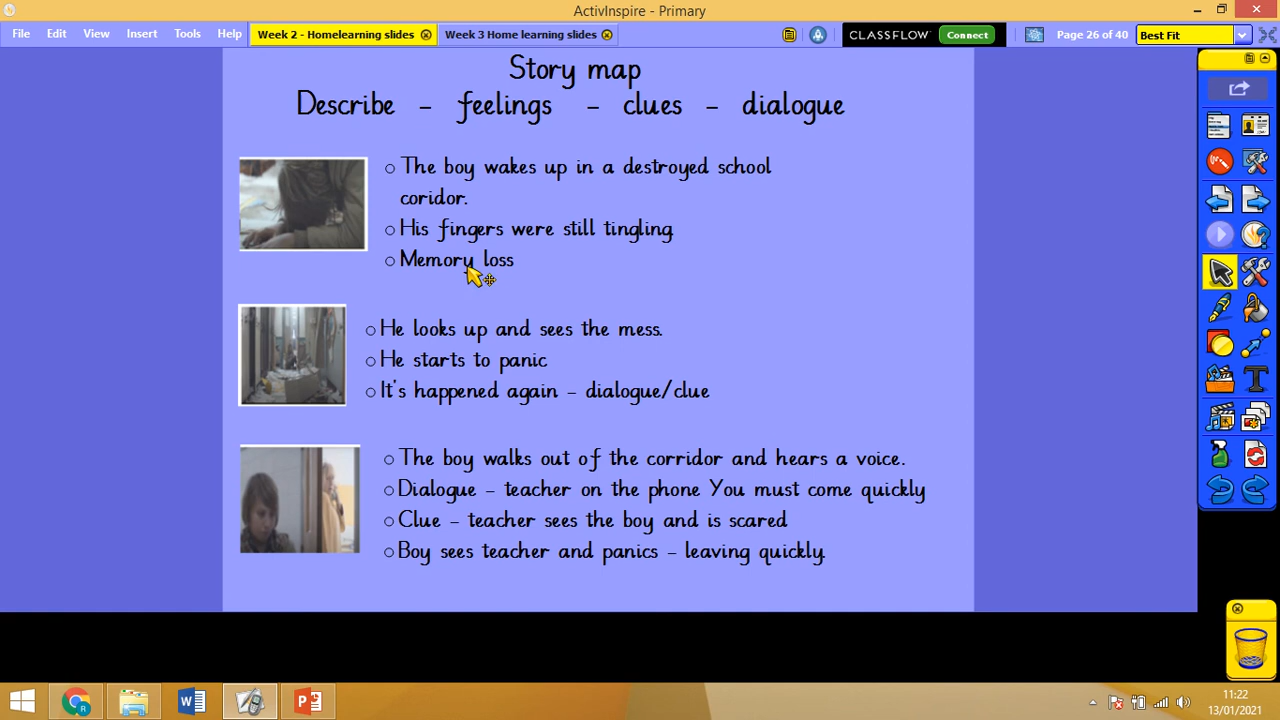 ActivInspire - Primary
File Edit View Insert Tools Help
Week 2 - Homelearning slides
Week 3 Home learning slides
CLASSFLOW Connect
Page 26 of 40
Best Fit
Story map
Describe - feelings - clues - dialogue
The boy wakes up in a destroyed school
coridor.
His fingers were still tingling
Memory loss
He looks up and sees the mess.
He starts to panic
It's happened again - dialogue/clue
The boy walks out of the corridor and hears a voice.
Dialogue - teacher on the phone You must come quickly
Clue - teacher sees the boy and is scared
Boy sees teacher and panics - leaving quickly
11:22
13/01/2021